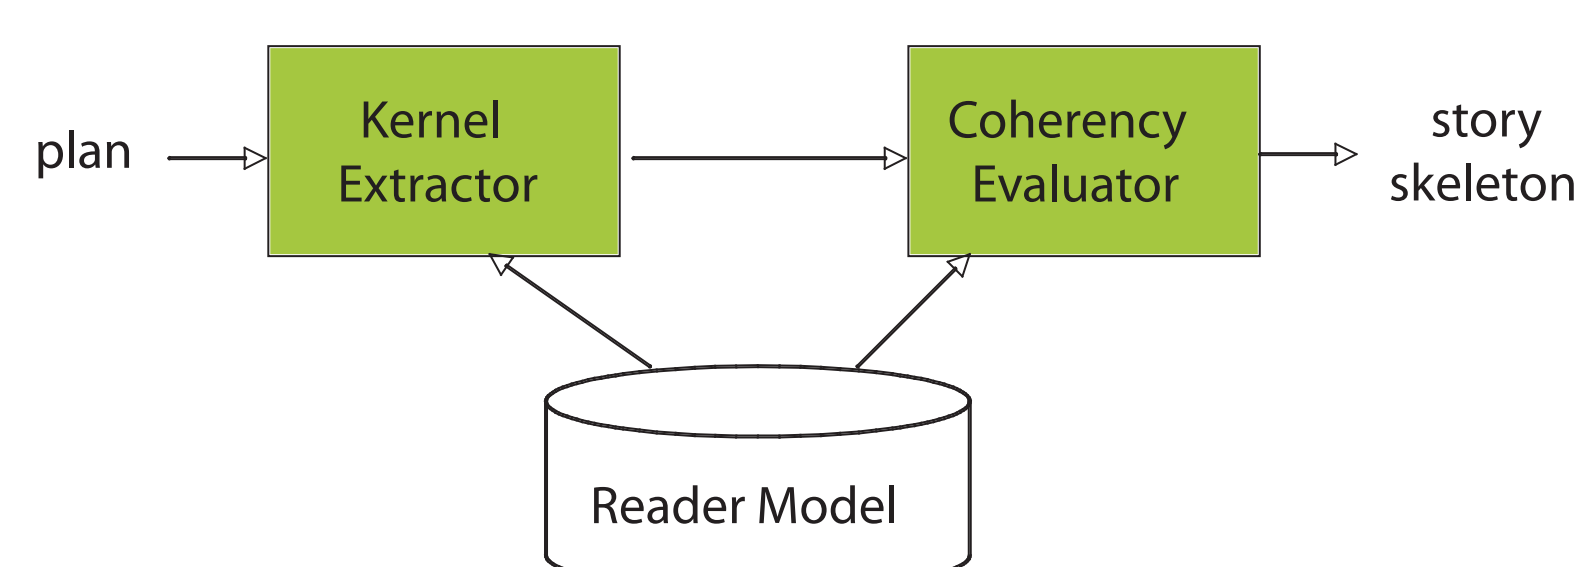 plan
Kernel
Extractor
Coherency
Evaluator
story
skeleton
Reader Model